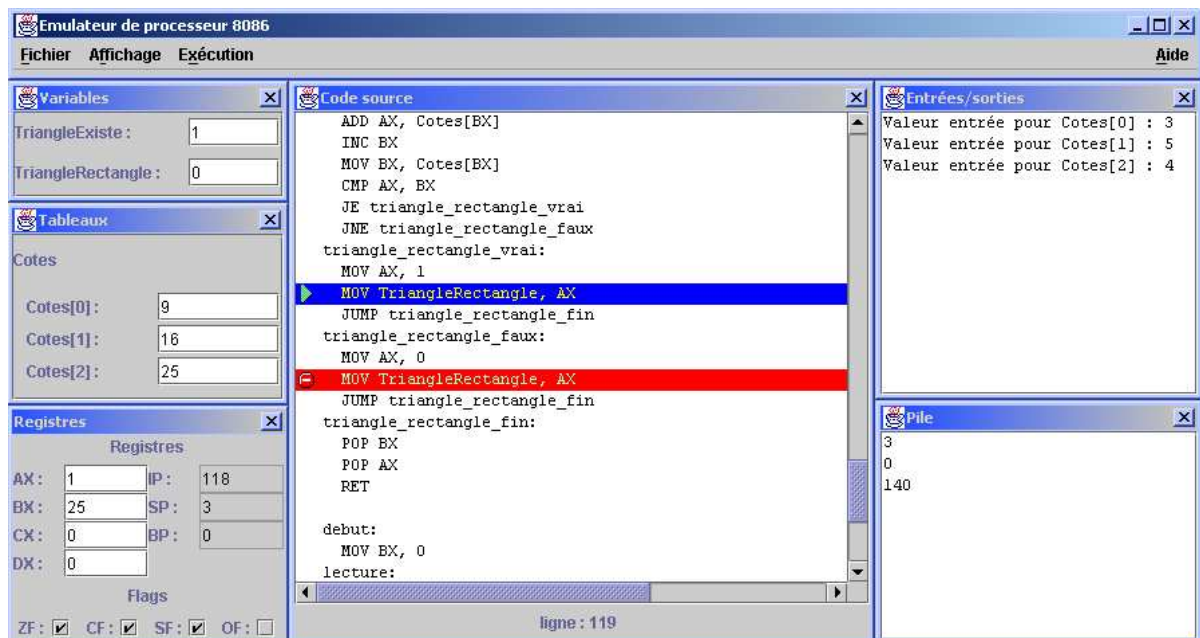 Emulateur de processeur 8086
Fichier Affichage Exécution Aide
Variables
TriangleExiste : 1
TriangleRectangle : 0
Tableaux
Cotes
Cotes[0] : 9
Cotes[1] : 16
Cotes[2] : 25
Registres
Registres
AX : 1 IP : 118
BX : 25 SP : 3
CX : 0 BP : 0
DX : 0
Flags
ZF : CF : SF : OF :
Code source
ADD AX, Cotes[BX]
INC BX
MOV BX, Cotes[BX]
CMP AX, BX
JE triangle_rectangle_vrai
JNE triangle_rectangle_faux
triangle_rectangle_vrai:
MOV AX, 1
MOV TriangleRectangle, AX
JUMP triangle_rectangle_fin
triangle_rectangle_faux:
MOV AX, 0
MOV TriangleRectangle, AX
JUMP triangle_rectangle_fin
triangle_rectangle_fin:
POP BX
POP AX
RET
debut:
MOV BX, 0
lecture:
ligne : 119
Entrées/sorties
Valeur entrée pour Cotes[0] : 3
Valeur entrée pour Cotes[1] : 5
Valeur entrée pour Cotes[2] : 4
Pile
3
0
140